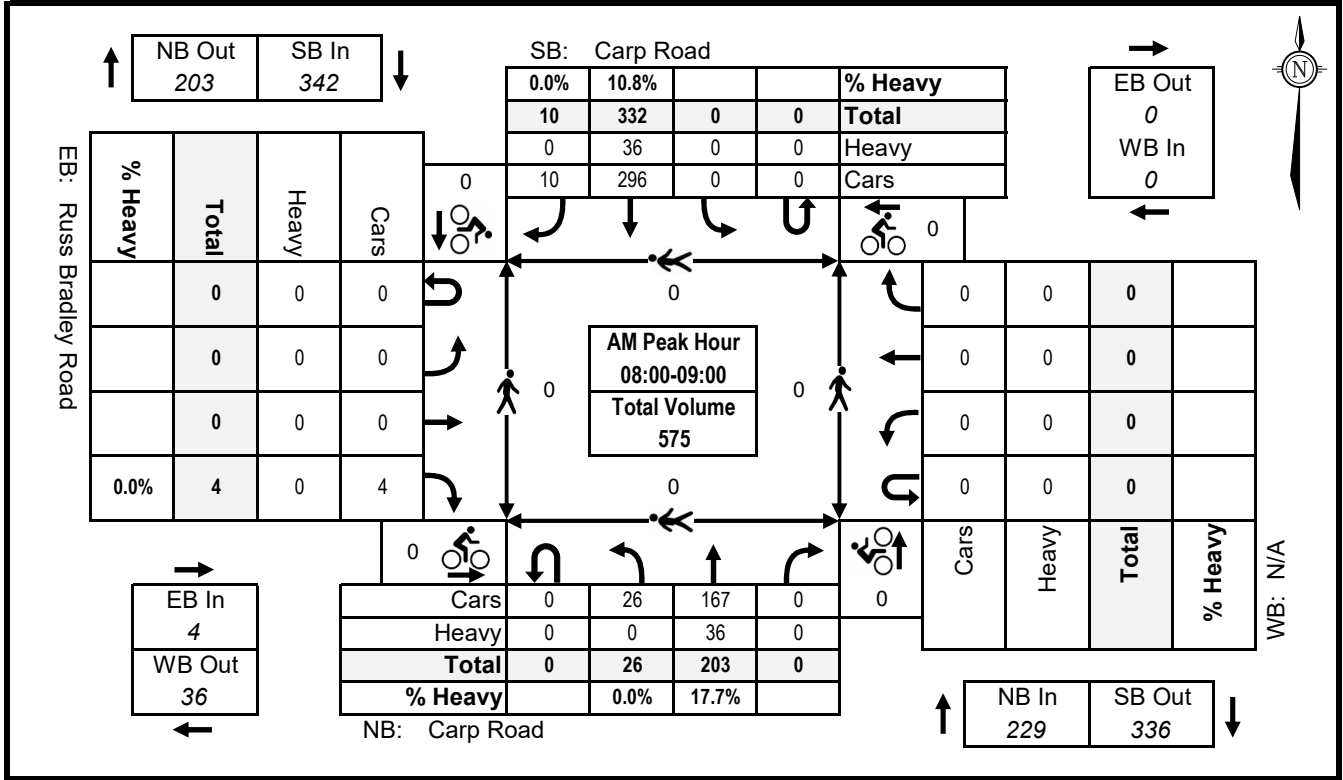 NB Out SB In
203 342
SB: Carp Road
0.0% 10.8% % Heavy
10 332 0 0 Total
0 36 0 0 Heavy
10 296 0 0 Cars
EB Out
0
WB In
0
N
EB: Russ Bradley Road
% Heavy Total Heavy Cars
0
0
0 0 0
0 0 0
0 0 0
0.0% 4 0 4
0
0
0
0
AM Peak Hour
08:00-09:00
Total Volume
575
0 0 0
0 0 0
0 0 0
0 0 0
Cars Heavy Total % Heavy
WB: N/A
0
0
Cars 0 26 167 0
Heavy 0 0 36 0
Total 0 26 203 0
% Heavy 0.0% 17.7%
NB: Carp Road
EB In
4
WB Out
36
NB In SB Out
229 336